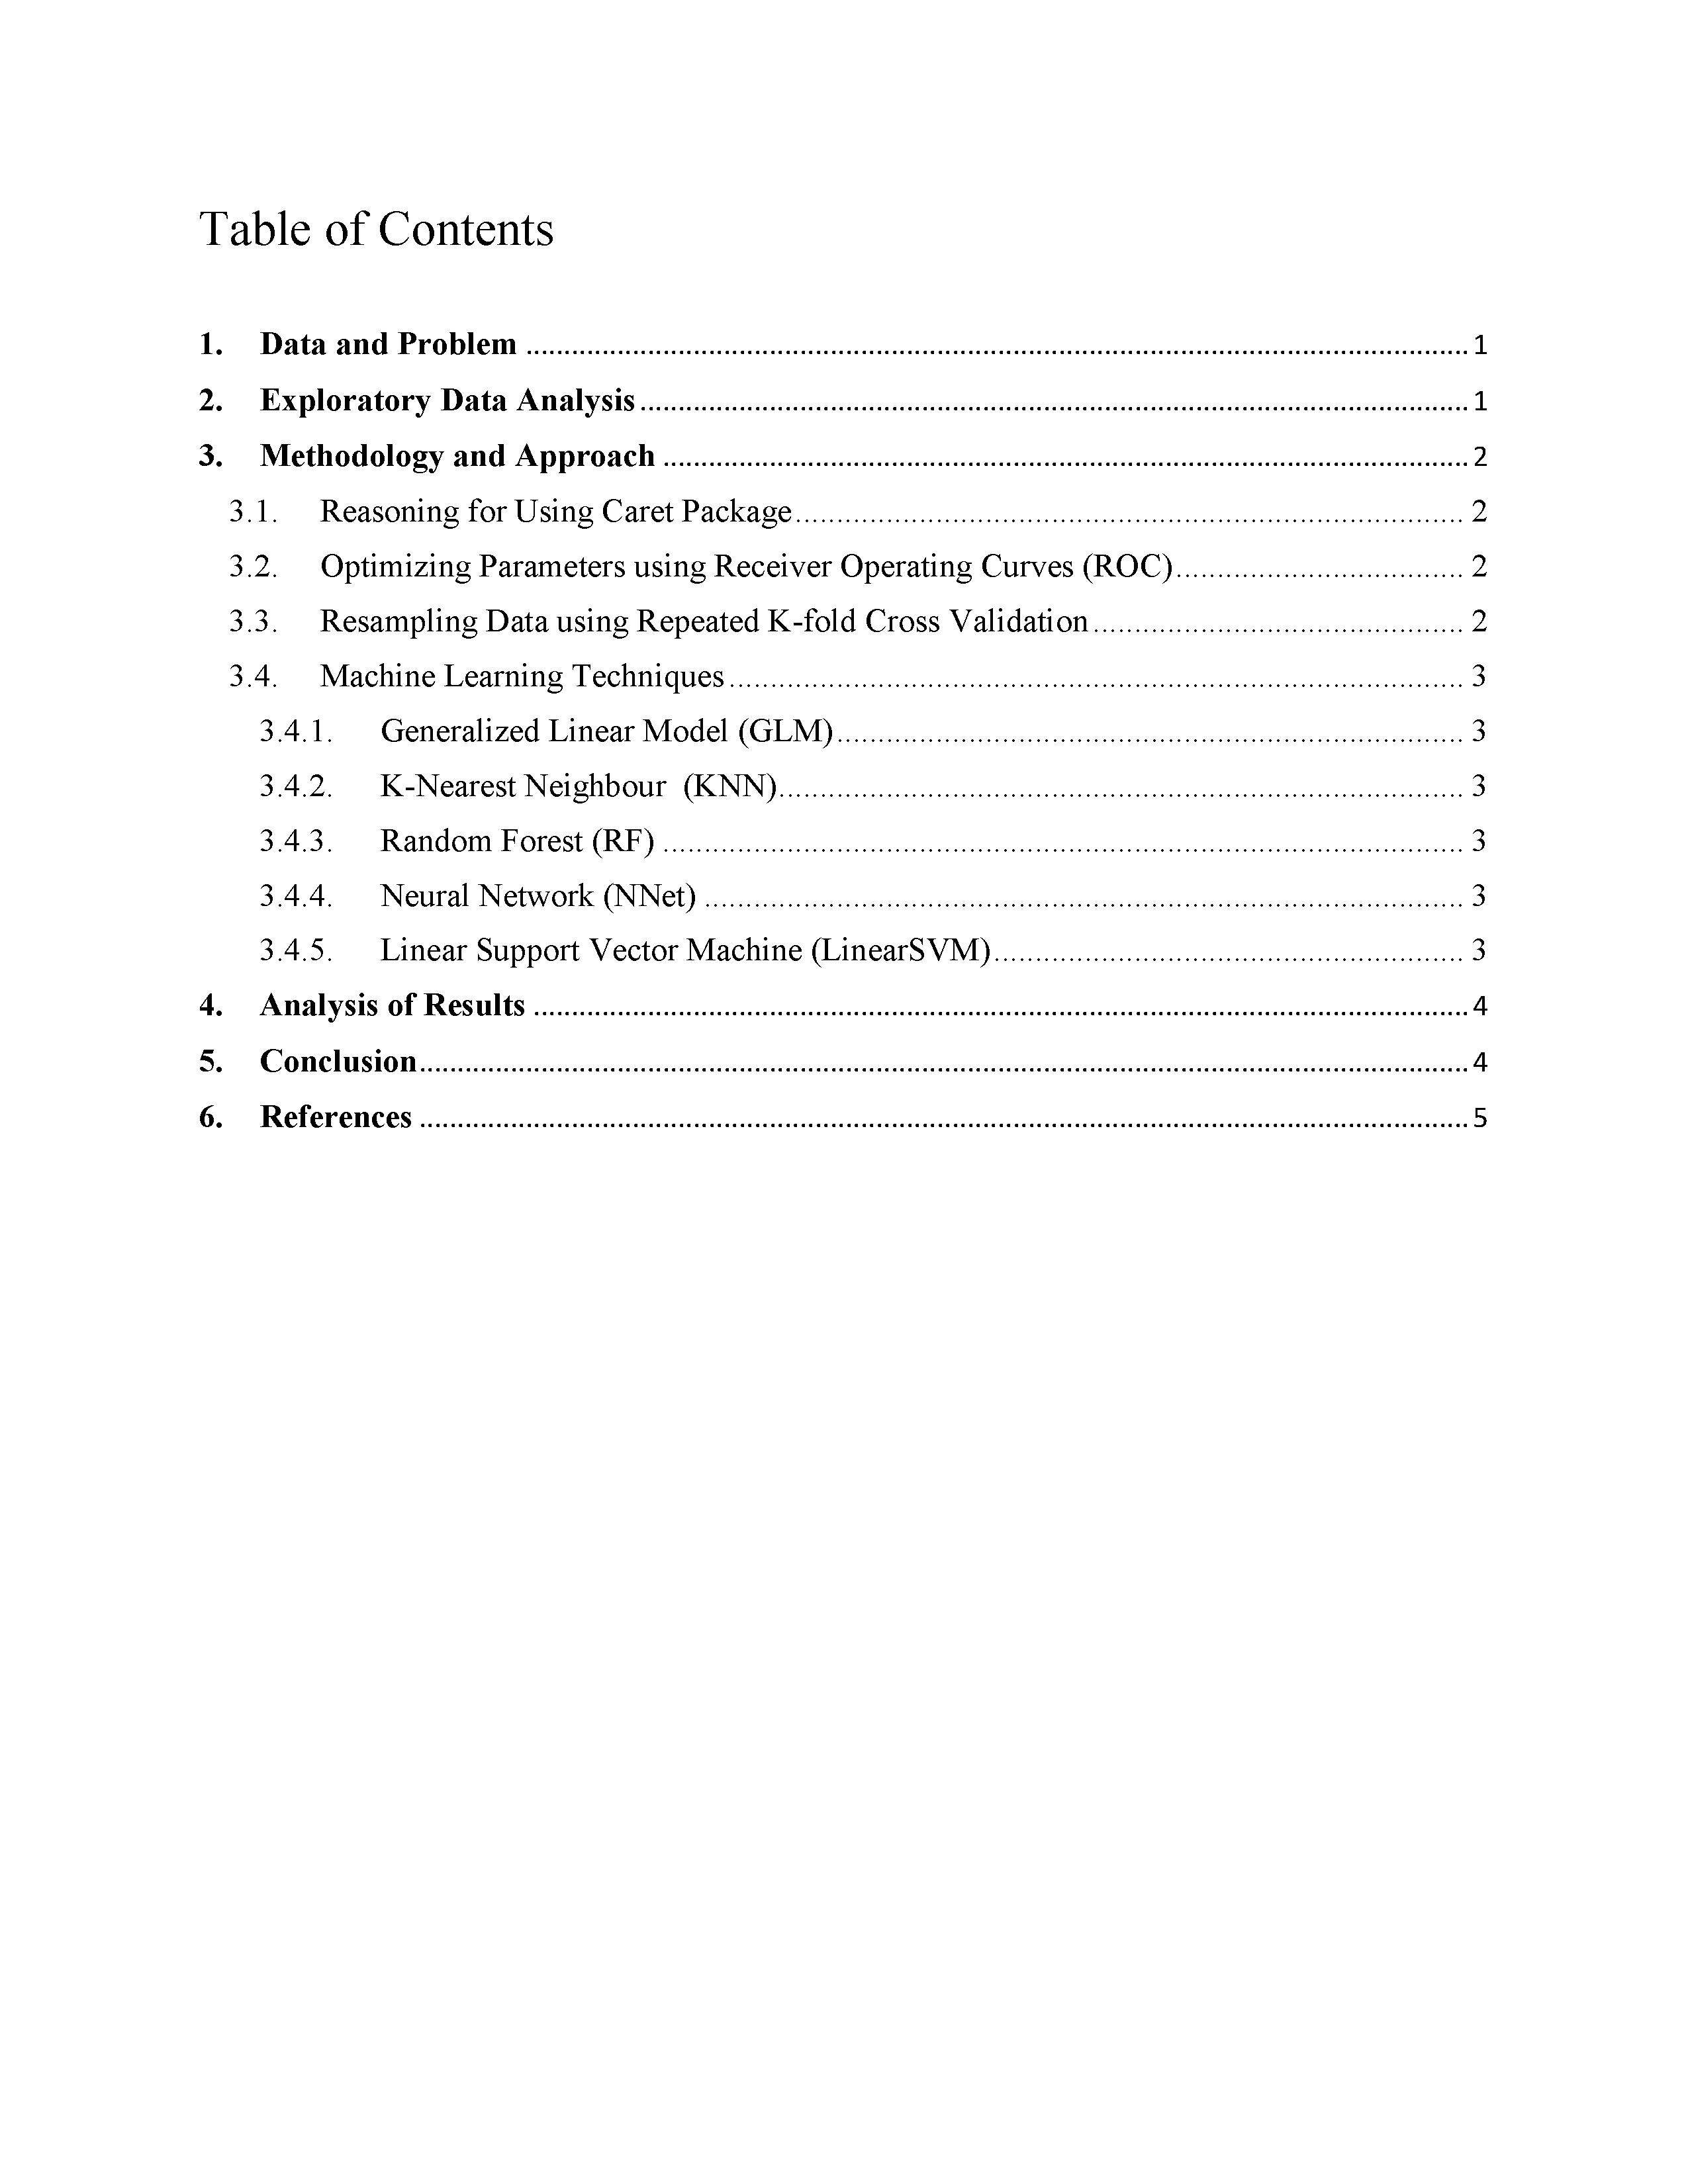 Table of Contents
1. Data and Problem ........................................ 1
2. Exploratory Data Analysis ........................................ 1
3. Methodology and Approach ........................................ 2
3.1. Reasoning for Using Caret Package ........................................ 2
3.2. Optimizing Parameters using Receiver Operating Curves (ROC) ........................................ 2
3.3. Resampling Data using Repeated K-fold Cross Validation ........................................ 2
3.4. Machine Learning Techniques ........................................ 3
3.4.1. Generalized Linear Model (GLM) ........................................ 3
3.4.2. K-Nearest Neighbour (KNN) ........................................ 3
3.4.3. Random Forest (RF) ........................................ 3
3.4.4. Neural Network (NNet) ........................................ 3
3.4.5. Linear Support Vector Machine (LinearSVM) ........................................ 3
4. Analysis of Results ........................................ 4
5. Conclusion ........................................ 4
6. References ........................................ 5